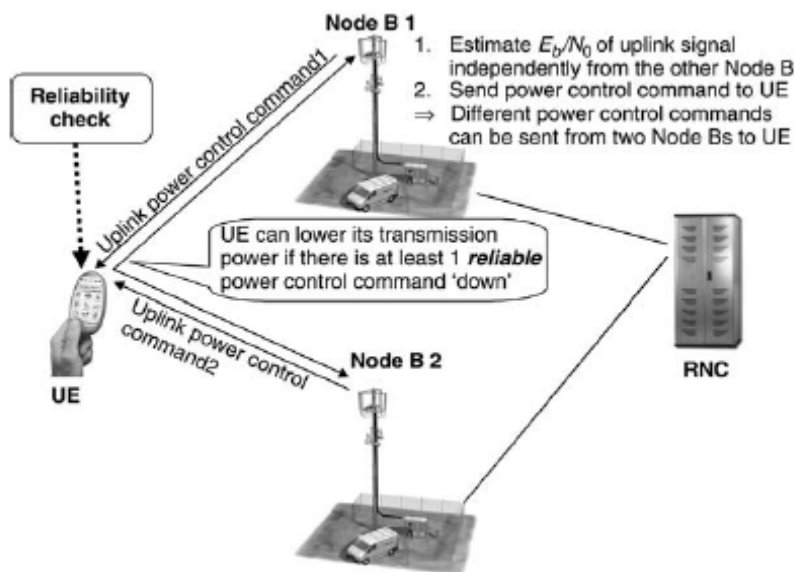 Node B 1
1. Estimate Eb/N0 of uplink signal
independently from the other Node B
2. Send power control command to UE
⇒ Different power control commands
can be sent from two Node Bs to UE
Reliability
check
Uplink power control command1
UE can lower its transmission
power if there is at least 1 reliable
power control command ‘down’
Uplink power control
command2
UE
Node B 2
RNC